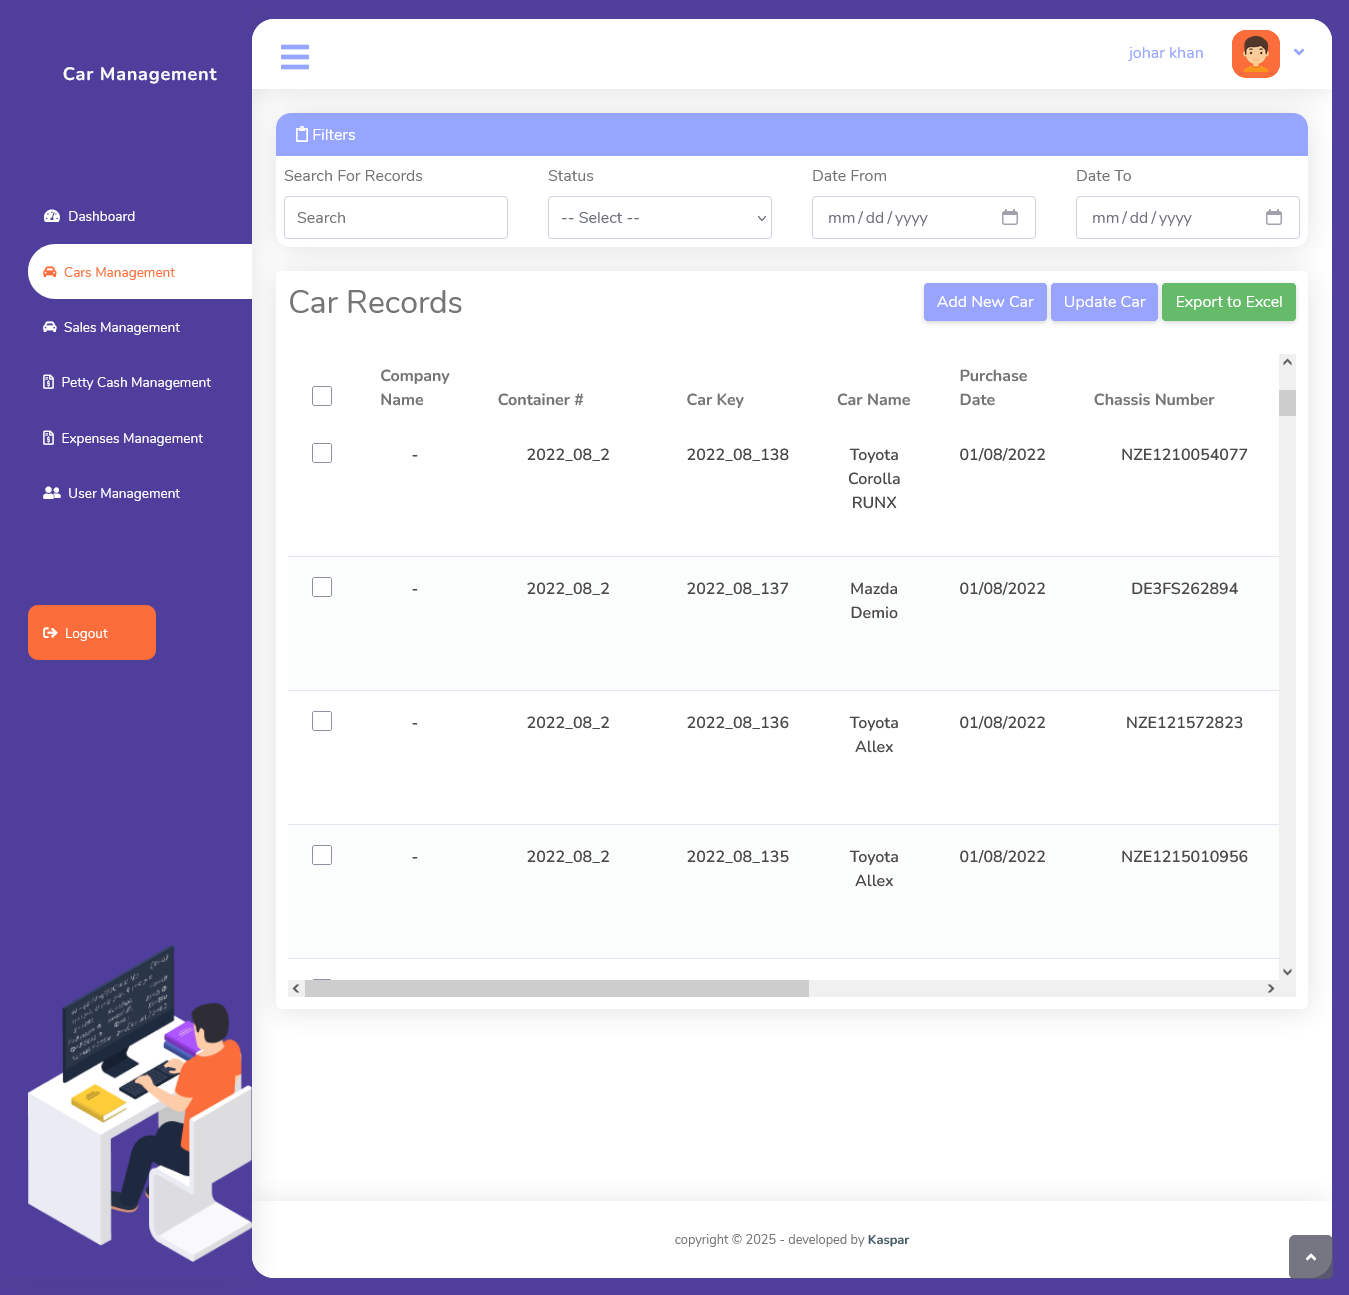 Car Management
johar khan
Dashboard
Cars Management
Sales Management
Petty Cash Management
Expenses Management
User Management
Logout
Filters
Search For Records
Status
Date From
Date To
Search
-- Select --
mm/dd/yyyy
mm/dd/yyyy
Car Records
Add New Car
Update Car
Export to Excel
Company Name
Container #
Car Key
Car Name
Purchase Date
Chassis Number
- 2022_08_2 2022_08_138 Toyota Corolla RUNX 01/08/2022 NZE1210054077
- 2022_08_2 2022_08_137 Mazda Demio 01/08/2022 DE3FS262894
- 2022_08_2 2022_08_136 Toyota Allex 01/08/2022 NZE121572823
- 2022_08_2 2022_08_135 Toyota Allex 01/08/2022 NZE1215010956
copyright © 2025 - developed by Kaspar